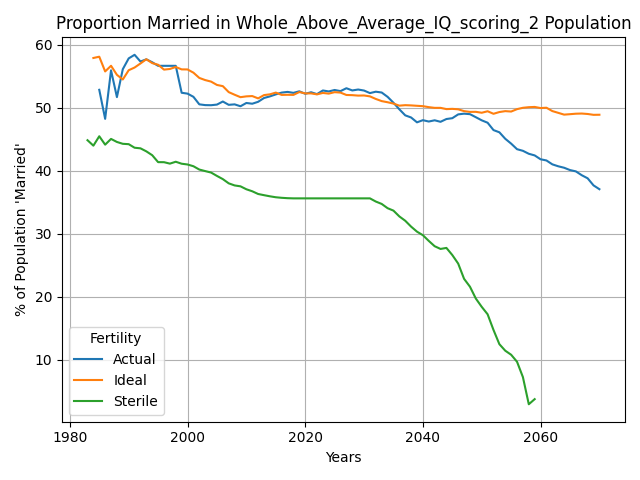 Proportion Married in Whole_Above_Average_IQ_scoring_2 Population
% of Population 'Married'
60
50
40
30
20
10
Fertility
Actual
Ideal
Sterile
1980
2000
2020
2040
2060
Years